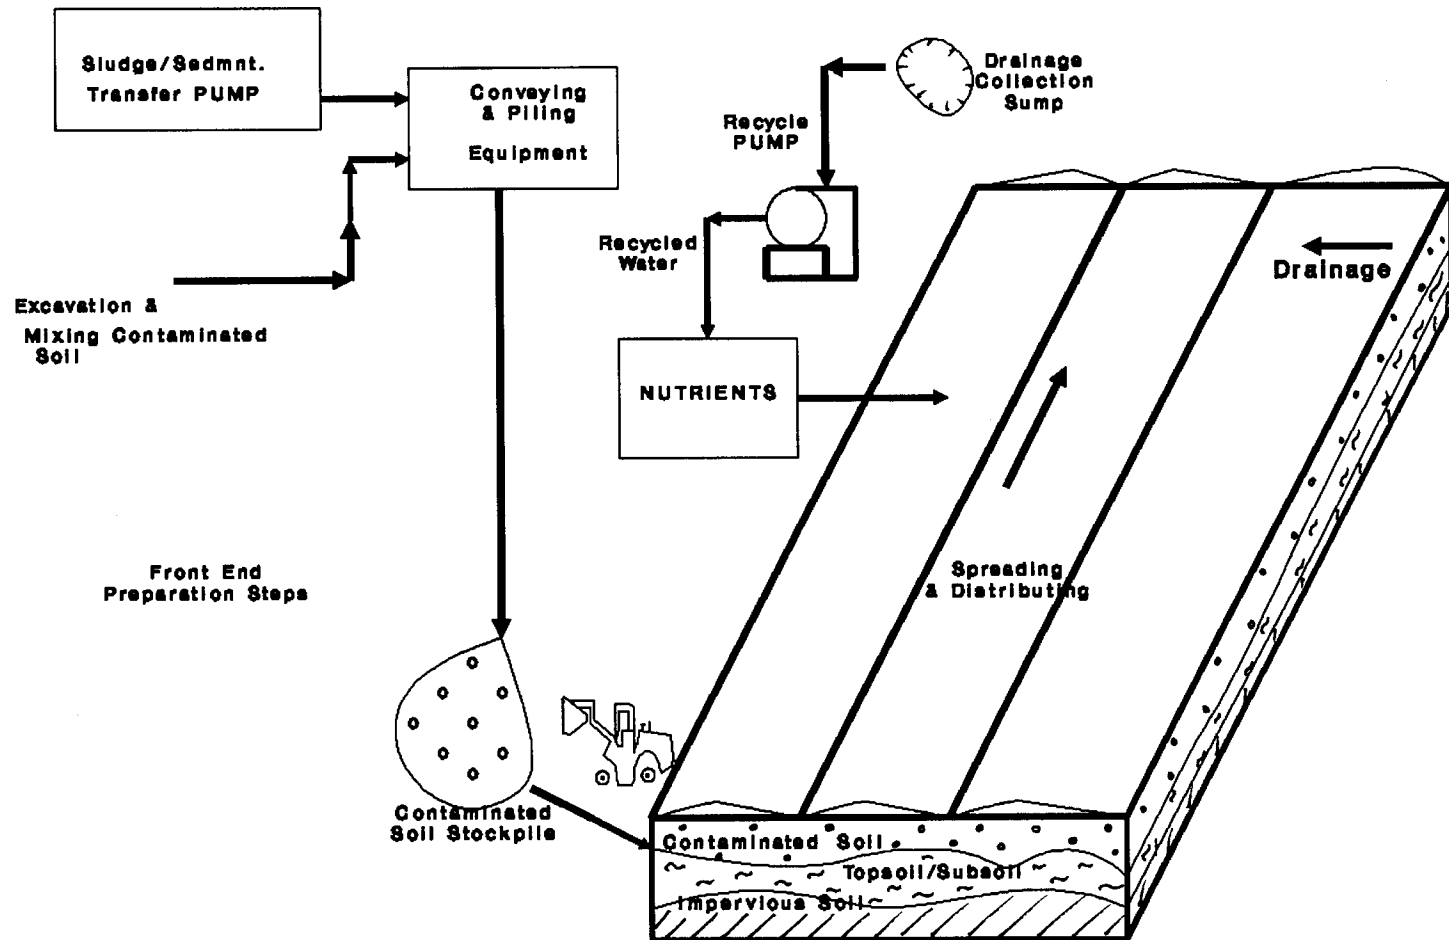 Sludge/Sedmnt.
Transfer PUMP
Conveying
& Piling
Equipment
Drainage
Collection
Sump
Recycle
PUMP
Recycled
Water
Drainage
Excavation &
Mixing Contaminated
Soil
NUTRIENTS
Front End
Preparation Steps
Spreading
& Distributing
Contaminated
Soil Stockpile
Contaminated Soil
Topsoil/Subsoil
Impervious Soil